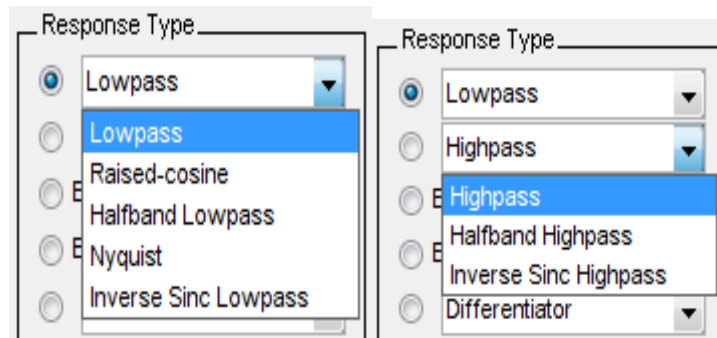 Response Type
Lowpass
Lowpass
Raised-cosine
Halfband Lowpass
Nyquist
Inverse Sinc Lowpass
Response Type
Lowpass
Highpass
Highpass
Halfband Highpass
Inverse Sinc Highpass
Differentiator